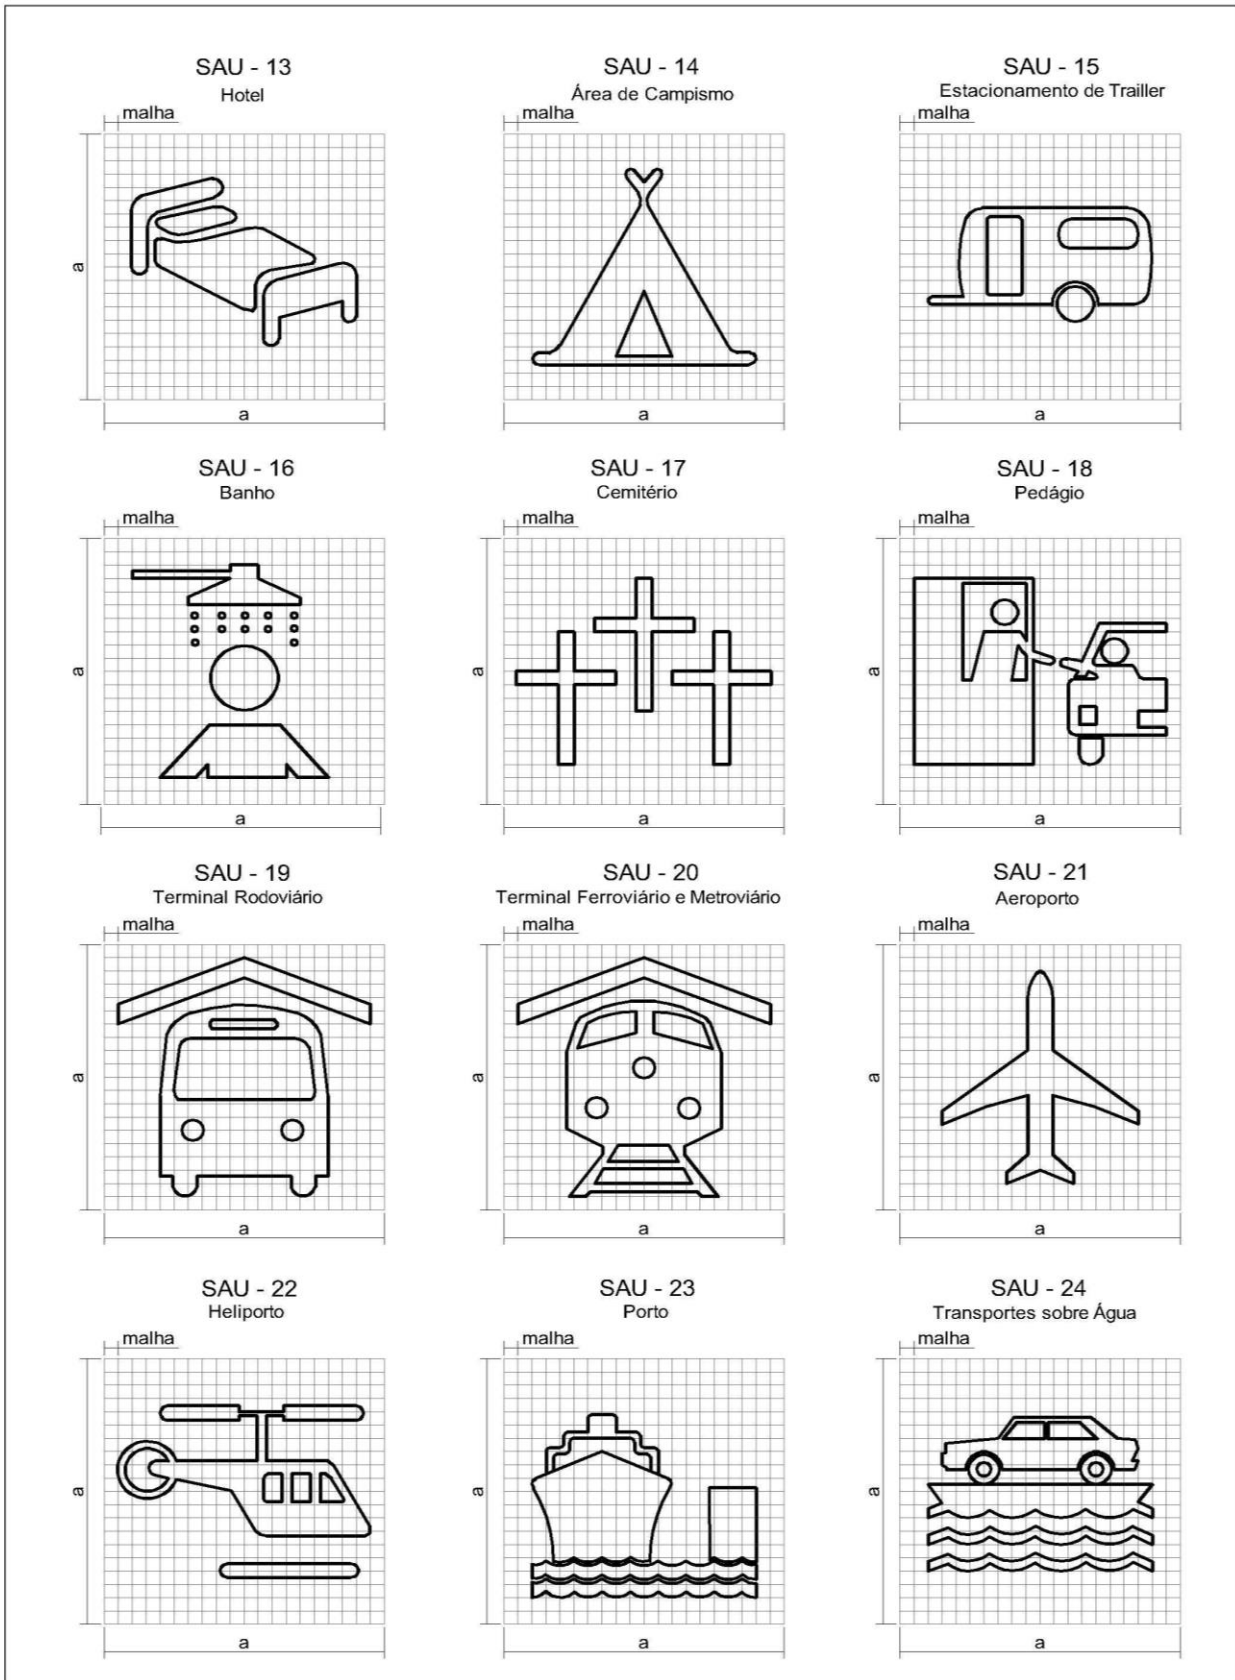 SAU - 13
Hotel
malha
a
a
SAU - 14
Área de Campismo
malha
a
a
SAU - 15
Estacionamento de Trailler
malha
a
a
SAU - 16
Banho
malha
a
a
SAU - 17
Cemitério
malha
a
a
SAU - 18
Pedágio
malha
a
a
SAU - 19
Terminal Rodoviário
malha
a
a
SAU - 20
Terminal Ferroviário e Metroviário
malha
a
a
SAU - 21
Aeroporto
malha
a
a
SAU - 22
Heliporto
malha
a
a
SAU - 23
Porto
malha
a
a
SAU - 24
Transportes sobre Água
malha
a
a